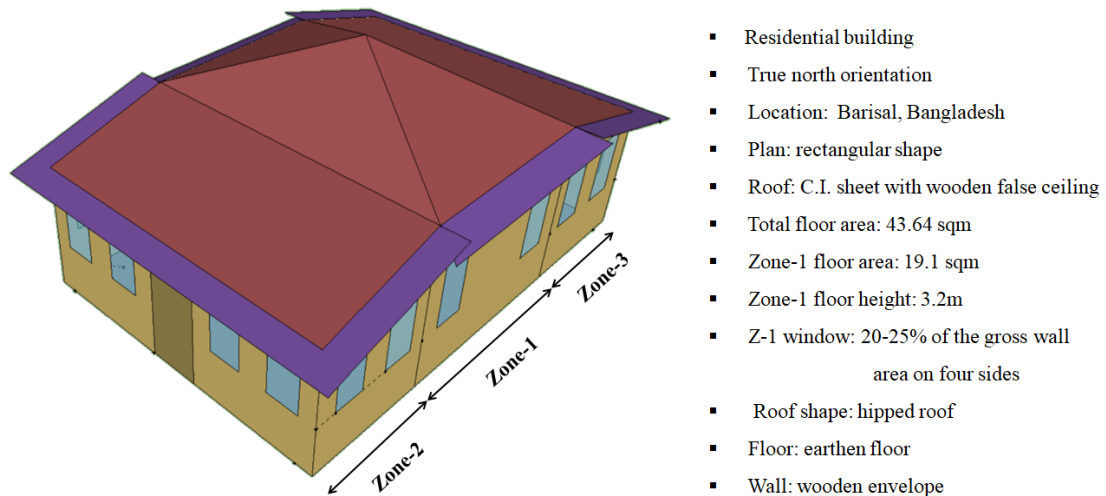 ▪ Residential building
▪ True north orientation
▪ Location: Barisal, Bangladesh
▪ Plan: rectangular shape
▪ Roof: C.I. sheet with wooden false ceiling
▪ Total floor area: 43.64 sqm
▪ Zone-1 floor area: 19.1 sqm
▪ Zone-1 floor height: 3.2m
▪ Z-1 window: 20-25% of the gross wall
area on four sides
▪ Roof shape: hipped roof
▪ Floor: earthen floor
▪ Wall: wooden envelope
Zone-3
Zone-1
Zone-2